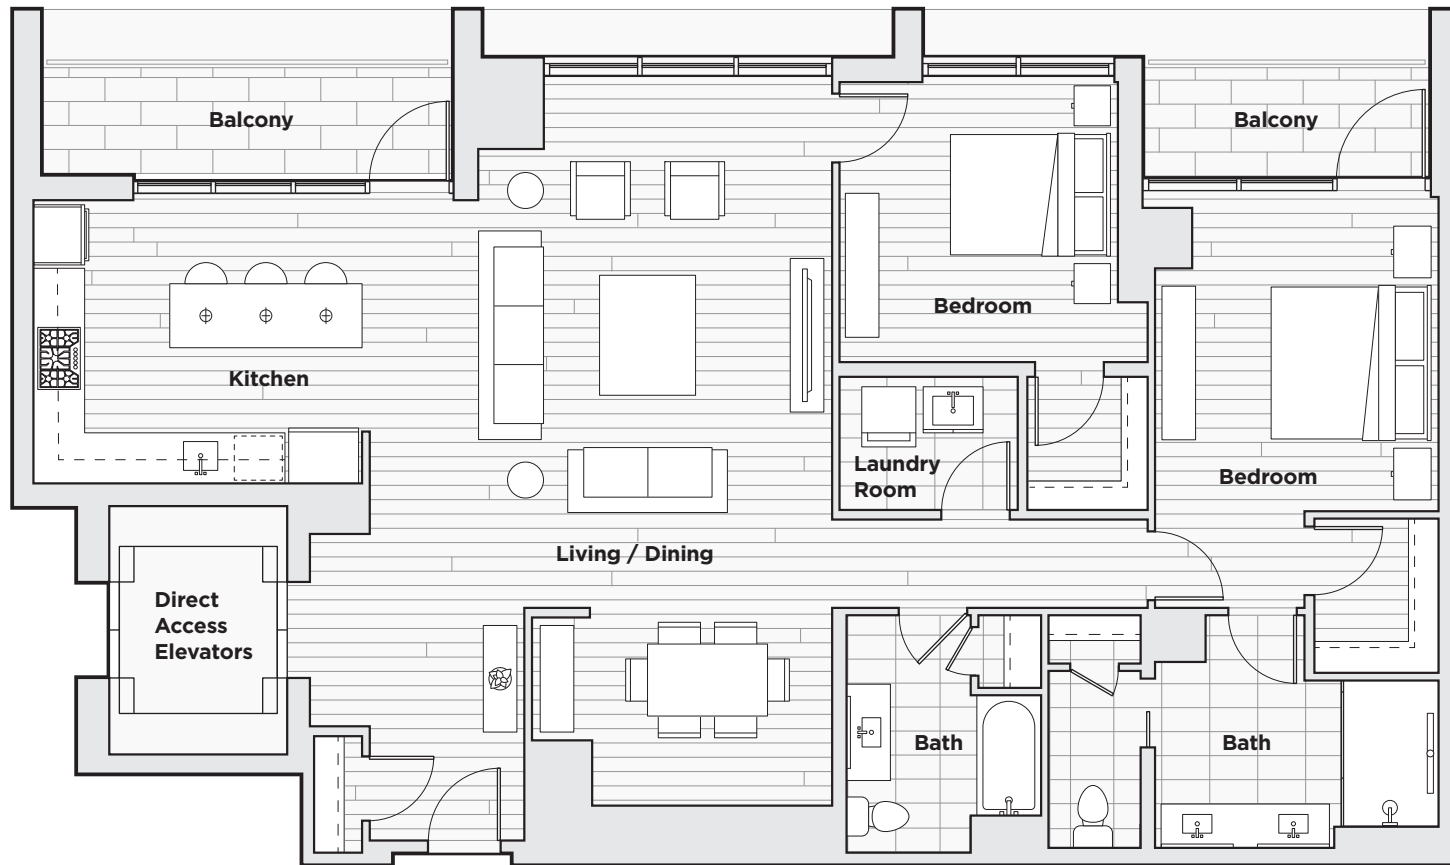 Balcony
Balcony
Bedroom
Kitchen
Laundry
Room
Bedroom
Living / Dining
Direct
Access
Elevators
Bath
Bath